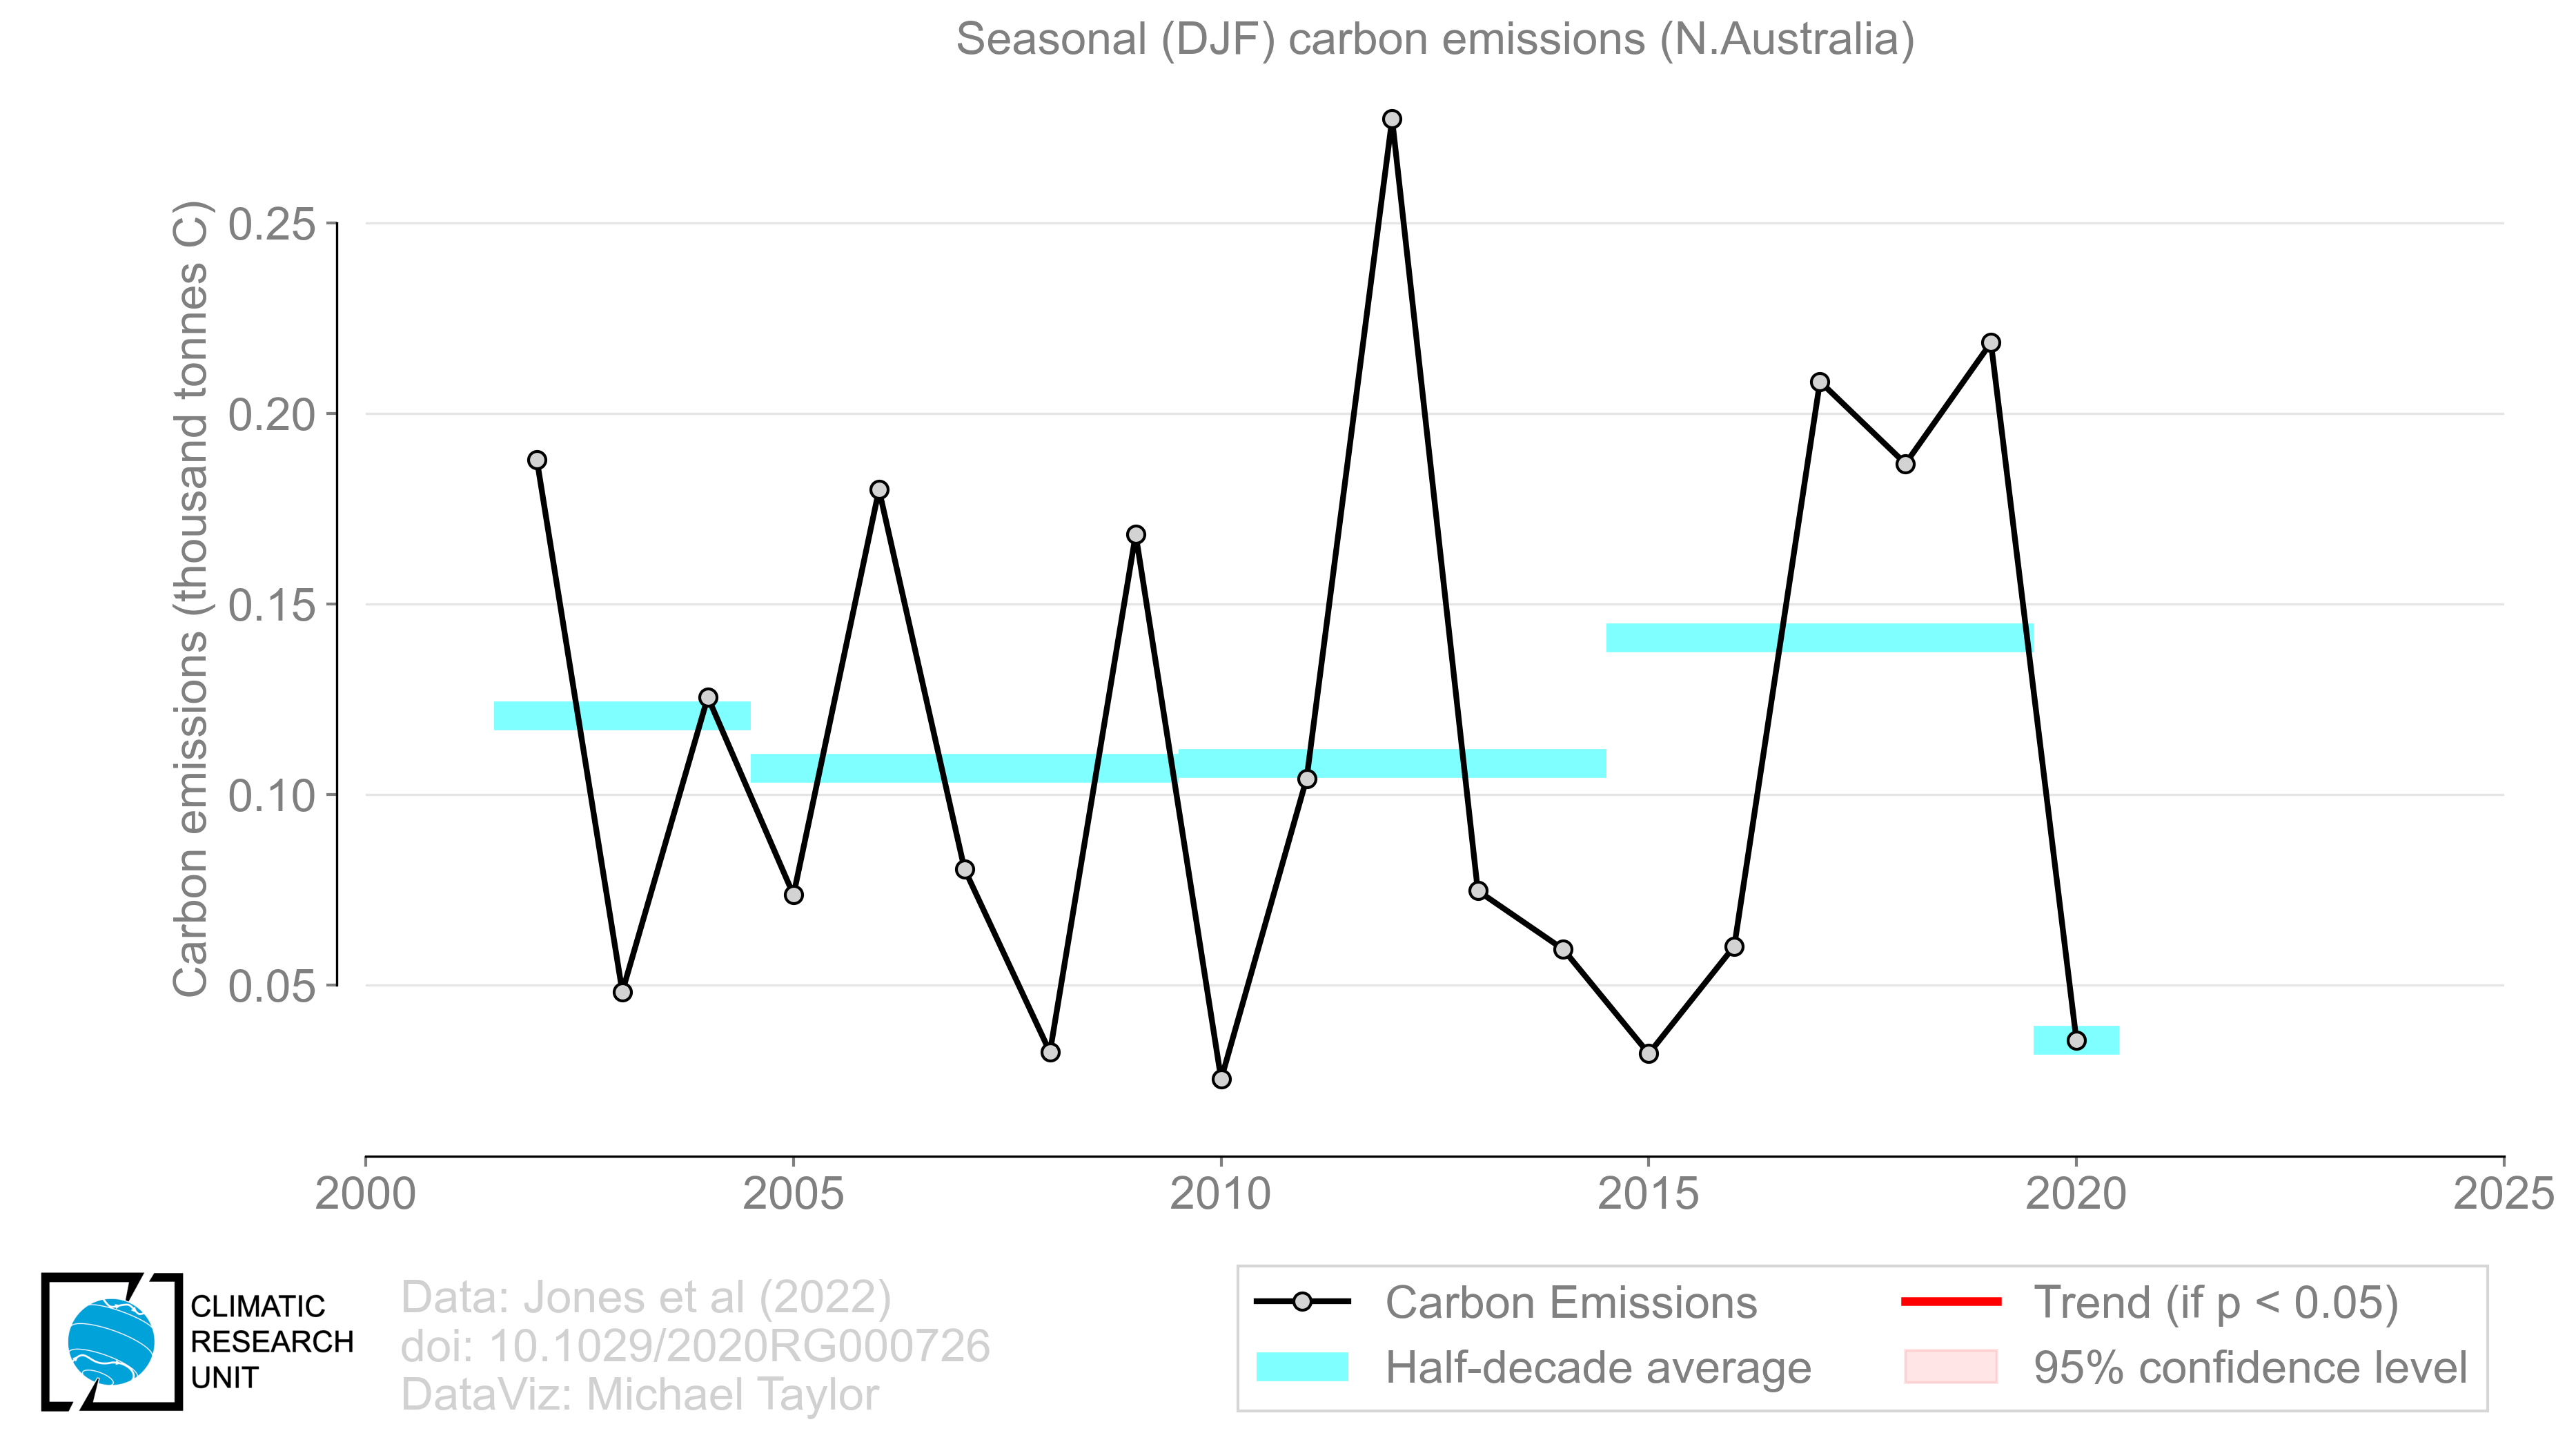 Seasonal (DJF) carbon emissions (N.Australia)
Carbon emissions (thousand tonnes C)
0.25
0.20
0.15
0.10
0.05
2000 2005 2010 2015 2020 2025
CLIMATIC
RESEARCH
UNIT
Data: Jones et al (2022)
doi: 10.1029/2020RG000726
DataViz: Michael Taylor
Carbon Emissions
Half-decade average
Trend (if p < 0.05)
95% confidence level